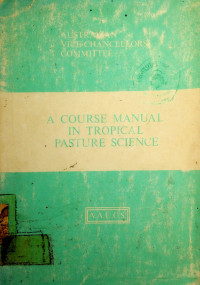 AUSTRALIAN
VICE-CHANCELLORS'
COMMITTEE
A COURSE MANUAL
IN TROPICAL
PASTURE SCIENCE